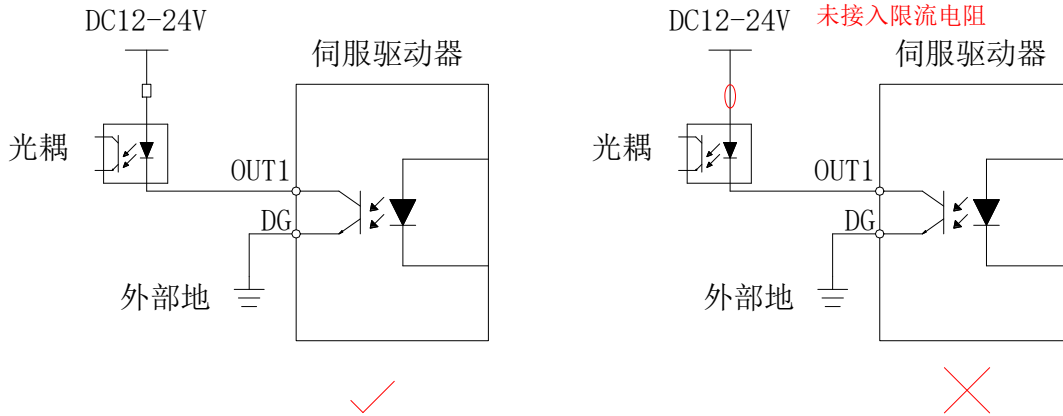 DC12-24V
伺服驱动器
光耦
OUT1
DG
外部地
DC12-24V
未接入限流电阻
伺服驱动器
光耦
OUT1
DG
外部地